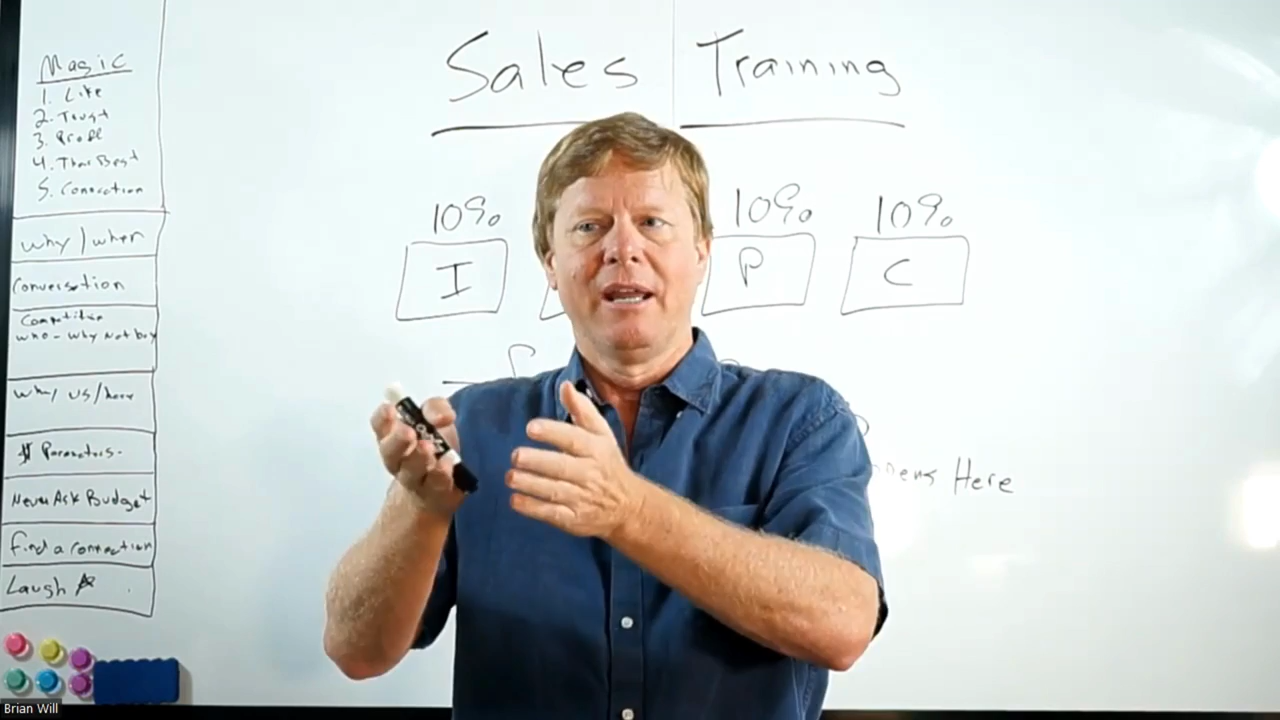 Sales Training
Magic
1. Like
2. Trust
3. Profl
4. Their Best
5. Connection
10% 10% 10%
I P C
why / when
Conversation
Competitin
who - why Not buy
Why us/here
$ Parameters-
Never Ask Budget
Find a Connection
Laugh
Here
Brian Will